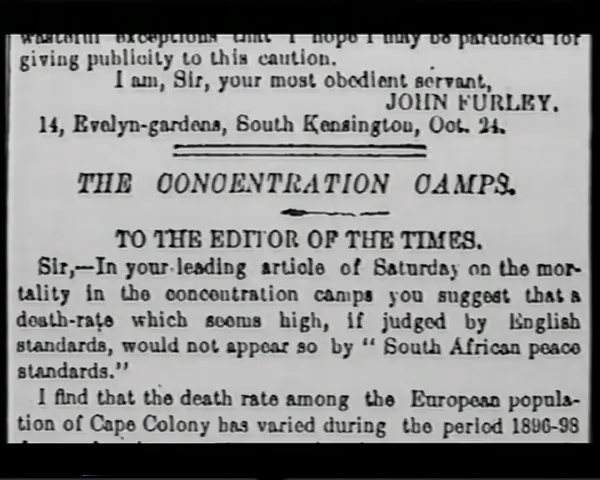 wasteful exceptions that I hope I may be pardoned for
giving publicity to this caution.
I am, Sir, your most obedient servant,
JOHN FURLEY.
14, Evelyn-gardens, South Kensington, Oct. 24.
THE CONCENTRATION CAMPS.
TO THE EDITOR OF THE TIMES.
Sir,—In your leading article of Saturday on the mor-
tality in the concentration camps you suggest that a
death-rate which seems high, if judged by English
standards, would not appear so by " South African peace
standards."
I find that the death rate among the European popula-
tion of Cape Colony has varied during the period 1896-98